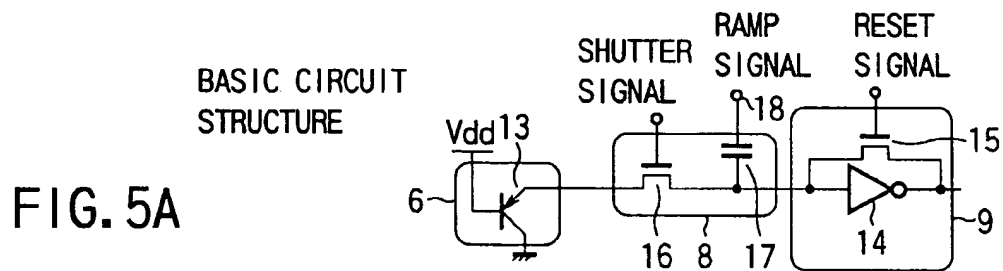 BASIC CIRCUIT
STRUCTURE
SHUTTER
SIGNAL
RAMP
SIGNAL
RESET
SIGNAL
18
15
Vdd
13
6
16
8
17
14
9
FIG. 5A